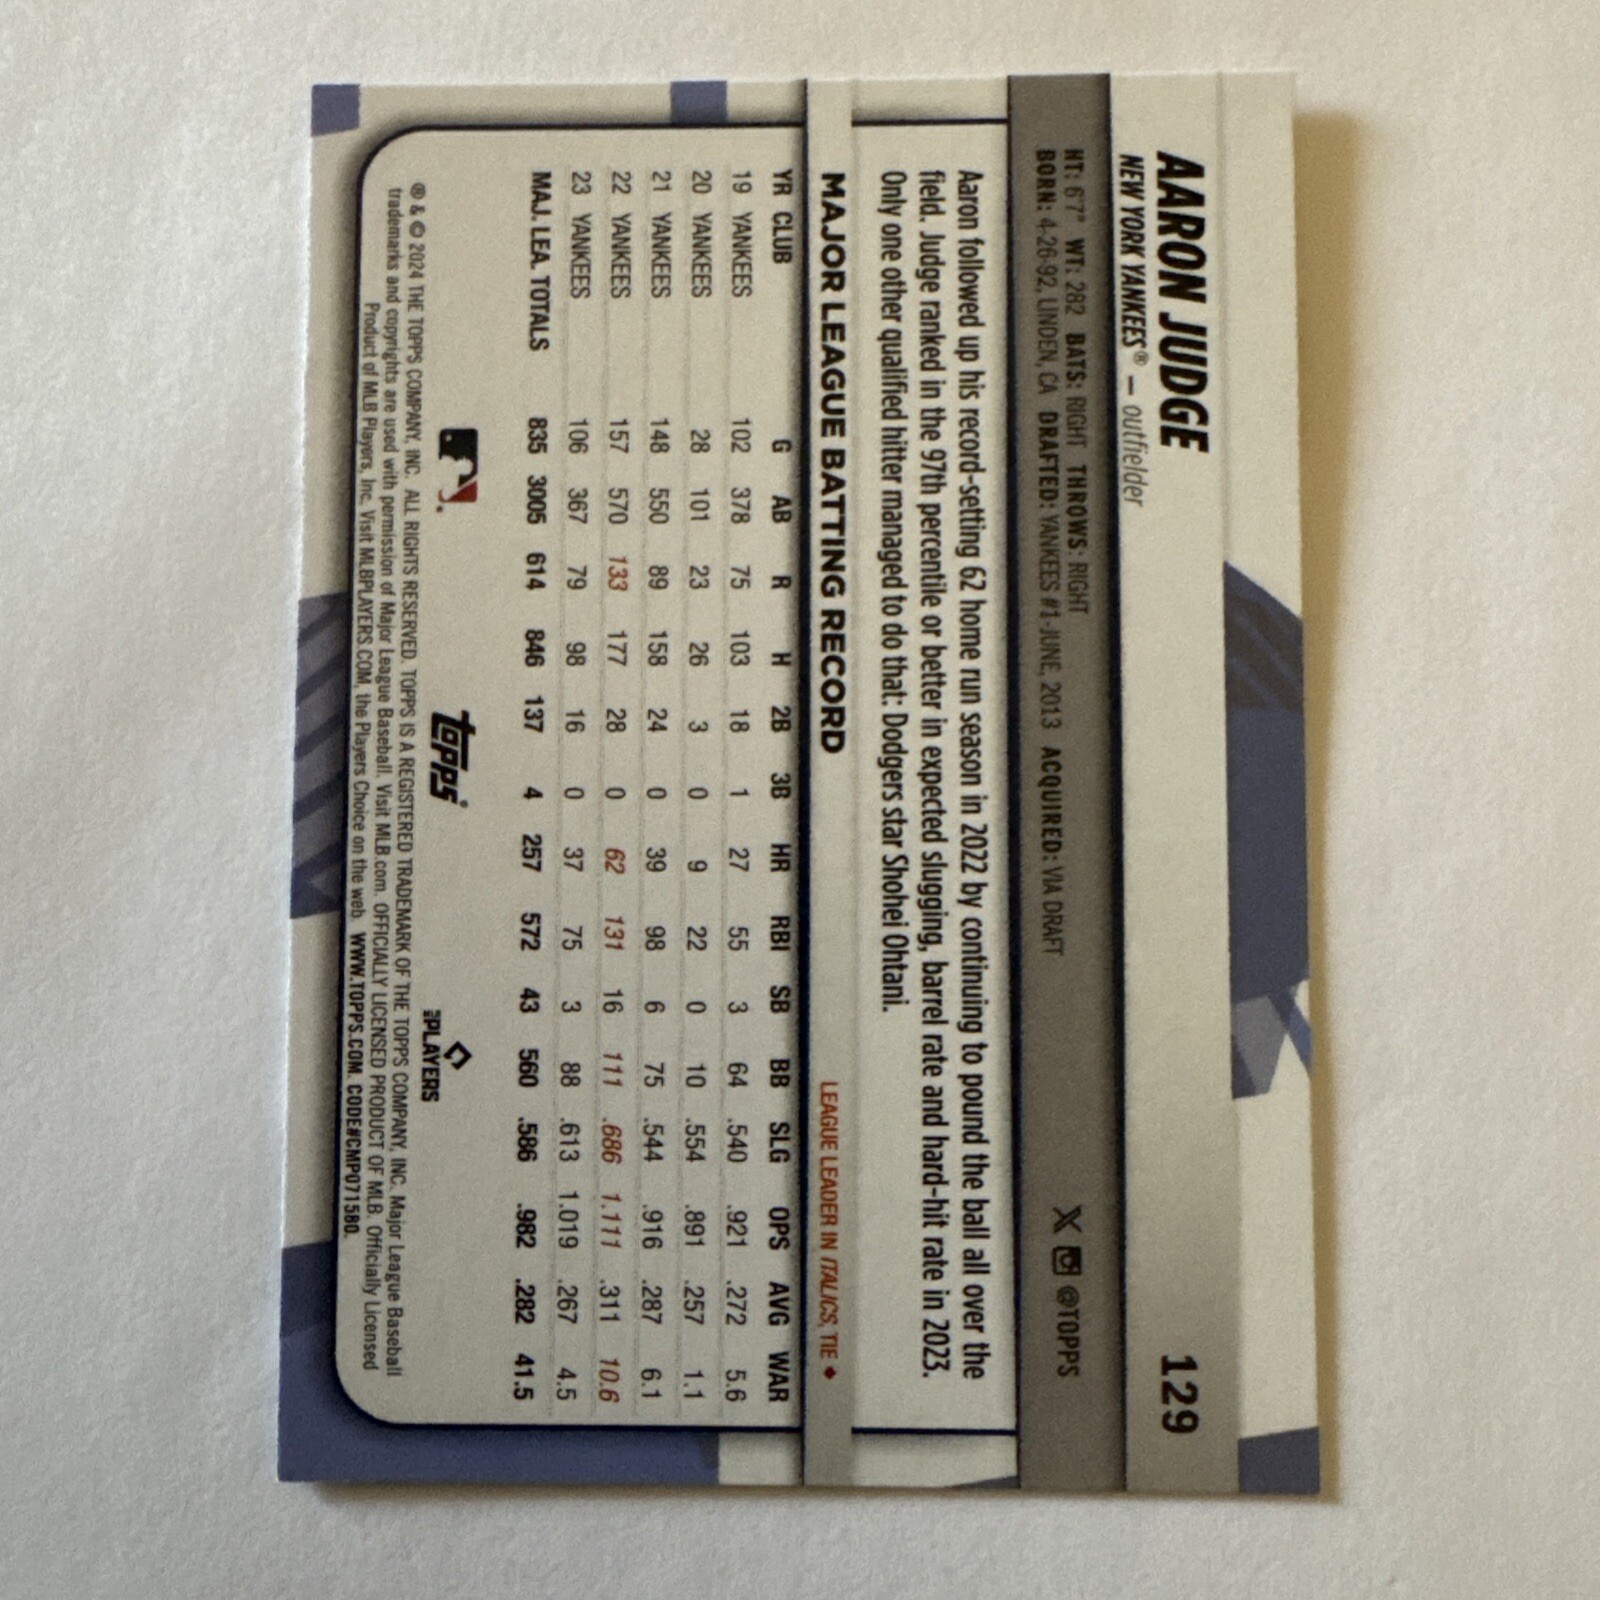 AARON JUDGE 129
NEW YORK YANKEES® — outfielder
HT: 6'7" WT: 282 BATS: RIGHT THROWS: RIGHT
BORN: 4-26-92, LINDEN, CA DRAFTED: YANKEES #1-JUNE, 2013 ACQUIRED: VIA DRAFT
@TOPPS
Aaron followed up his record-setting 62 home run season in 2022 by continuing to pound the ball all over the
field. Judge ranked in the 97th percentile or better in expected slugging, barrel rate and hard-hit rate in 2023.
Only one other qualified hitter managed to do that: Dodgers star Shohei Ohtani.
MAJOR LEAGUE BATTING RECORD LEAGUE LEADER IN ITALICS, TIE ♦
YR CLUB G AB R H 2B 3B HR RBI SB BB SLG OPS AVG WAR
19 YANKEES 102 378 75 103 18 1 27 55 3 64 .540 .921 .272 5.6
20 YANKEES 28 101 23 26 3 0 9 22 0 10 .554 .891 .257 1.1
21 YANKEES 148 550 89 158 24 0 39 98 6 75 .544 .916 .287 6.1
22 YANKEES 157 570 133 177 28 0 62 131 16 111 .686 1.111 .311 10.6
23 YANKEES 106 367 79 98 16 0 37 75 3 88 .613 1.019 .267 4.5
MAJ. LEA. TOTALS 835 3005 614 846 137 4 257 572 43 560 .586 .982 .282 41.5
topps® PLAYERS
® & © 2024 THE TOPPS COMPANY, INC. ALL RIGHTS RESERVED. TOPPS IS A REGISTERED TRADEMARK OF THE TOPPS COMPANY, INC. Major League Baseball
trademarks and copyrights are used with permission of Major League Baseball. Visit MLB.com. OFFICIALLY LICENSED PRODUCT OF MLB. Officially Licensed
Product of MLB Players, Inc. Visit MLBPLAYERS.COM, the Players Choice on the web. WWW.TOPPS.COM. CODE#CMP071580.